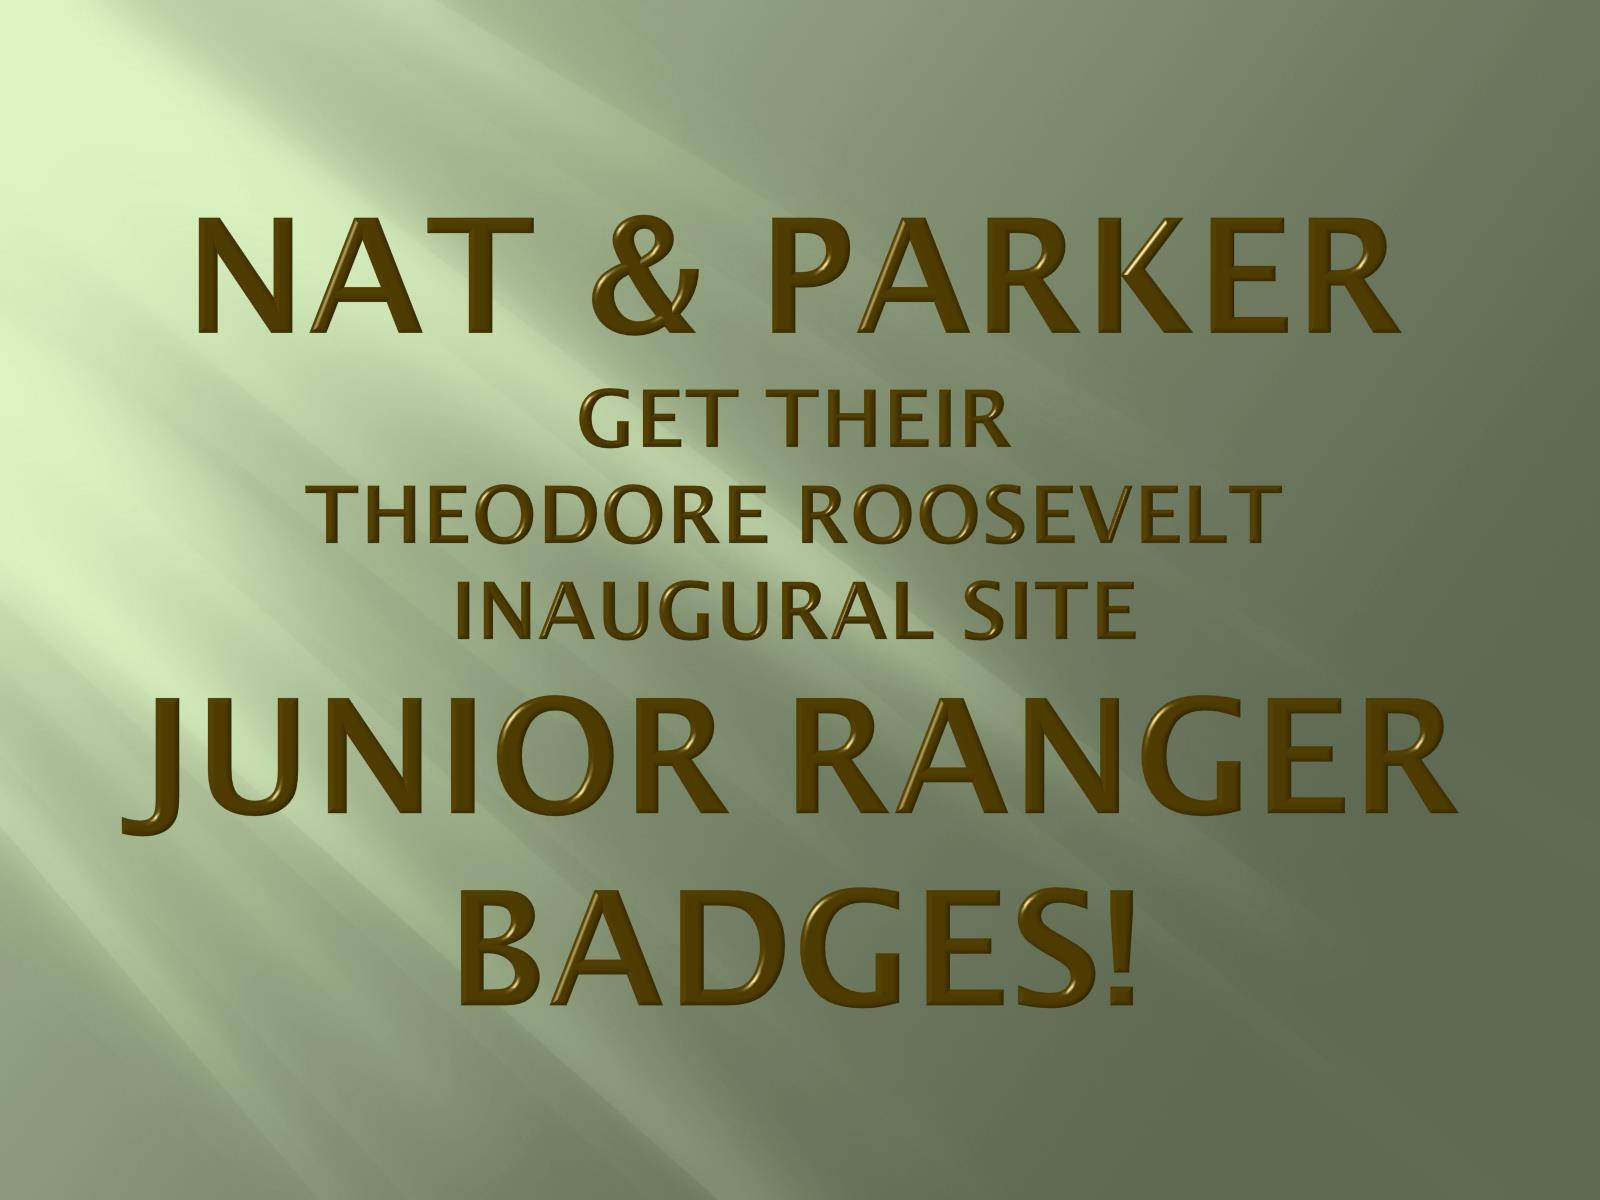 NAT & PARKER
GET THEIR
THEODORE ROOSEVELT
INAUGURAL SITE
JUNIOR RANGER
BADGES!